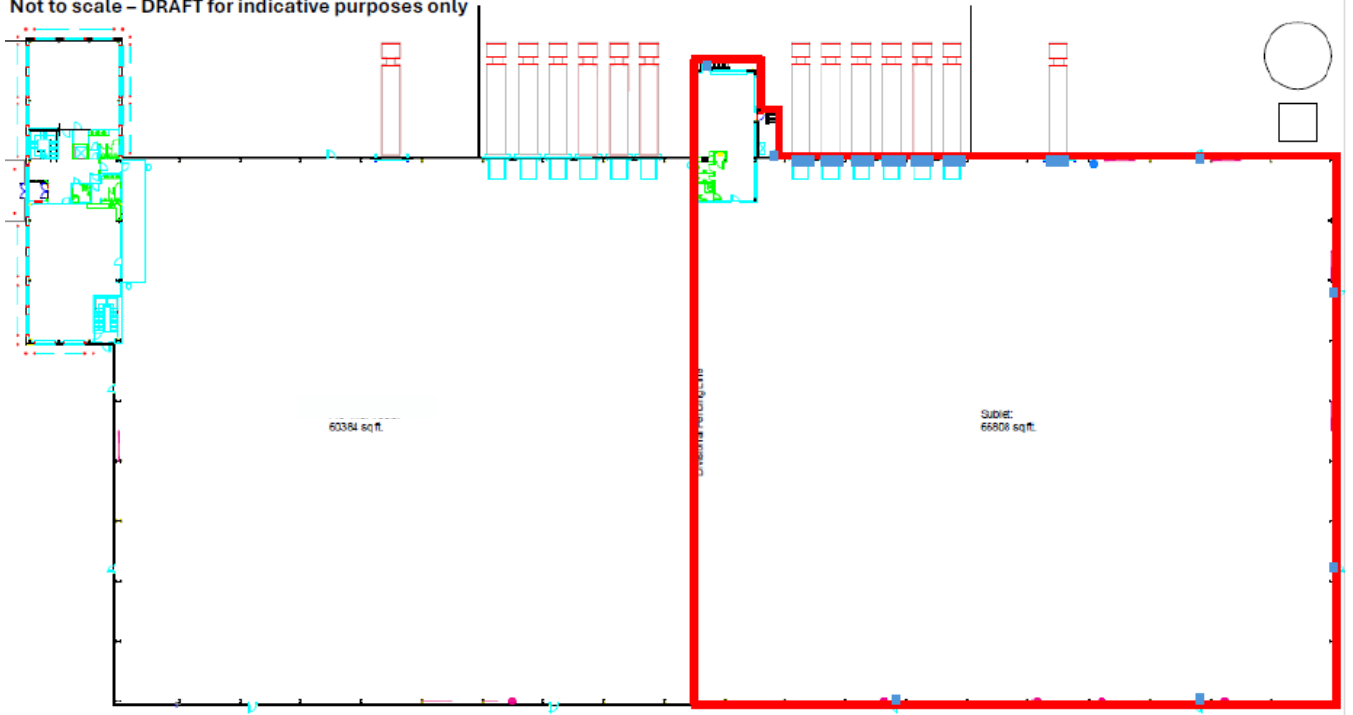 Not to scale – DRAFT for indicative purposes only
60384 sq ft.
Sublet:
66808 sq ft.